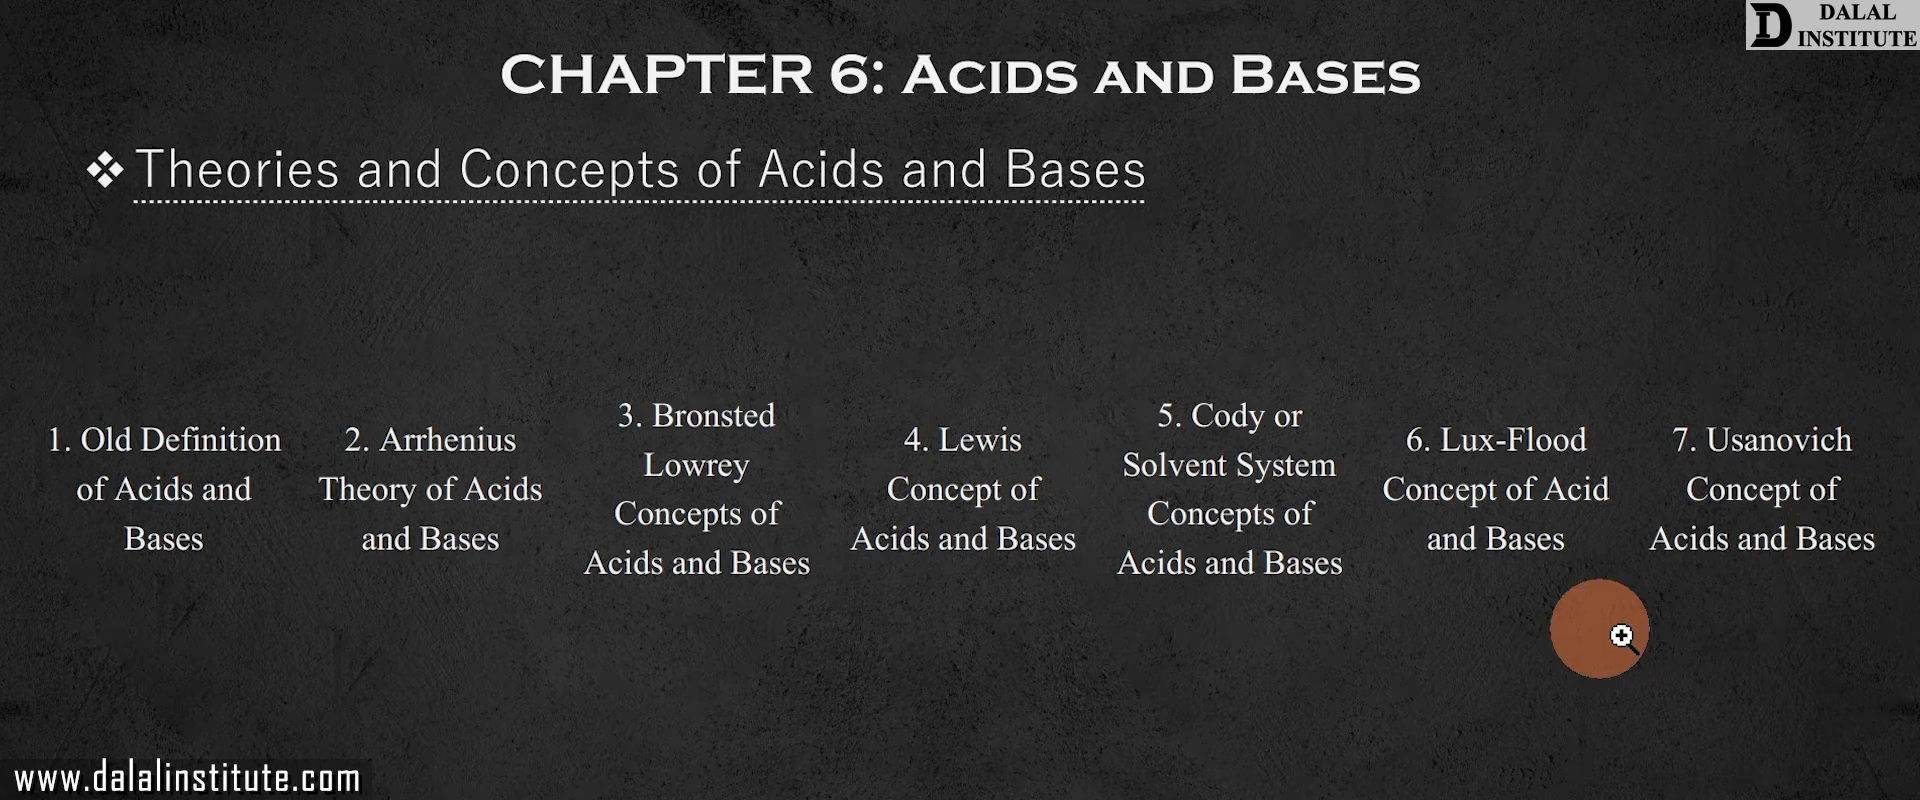 DALAL
INSTITUTE
CHAPTER 6: ACIDS AND BASES
❖ Theories and Concepts of Acids and Bases
1. Old Definition
of Acids and
Bases
2. Arrhenius
Theory of Acids
and Bases
3. Bronsted
Lowrey
Concepts of
Acids and Bases
4. Lewis
Concept of
Acids and Bases
5. Cody or
Solvent System
Concepts of
Acids and Bases
6. Lux-Flood
Concept of Acid
and Bases
7. Usanovich
Concept of
Acids and Bases
www.dalalinstitute.com